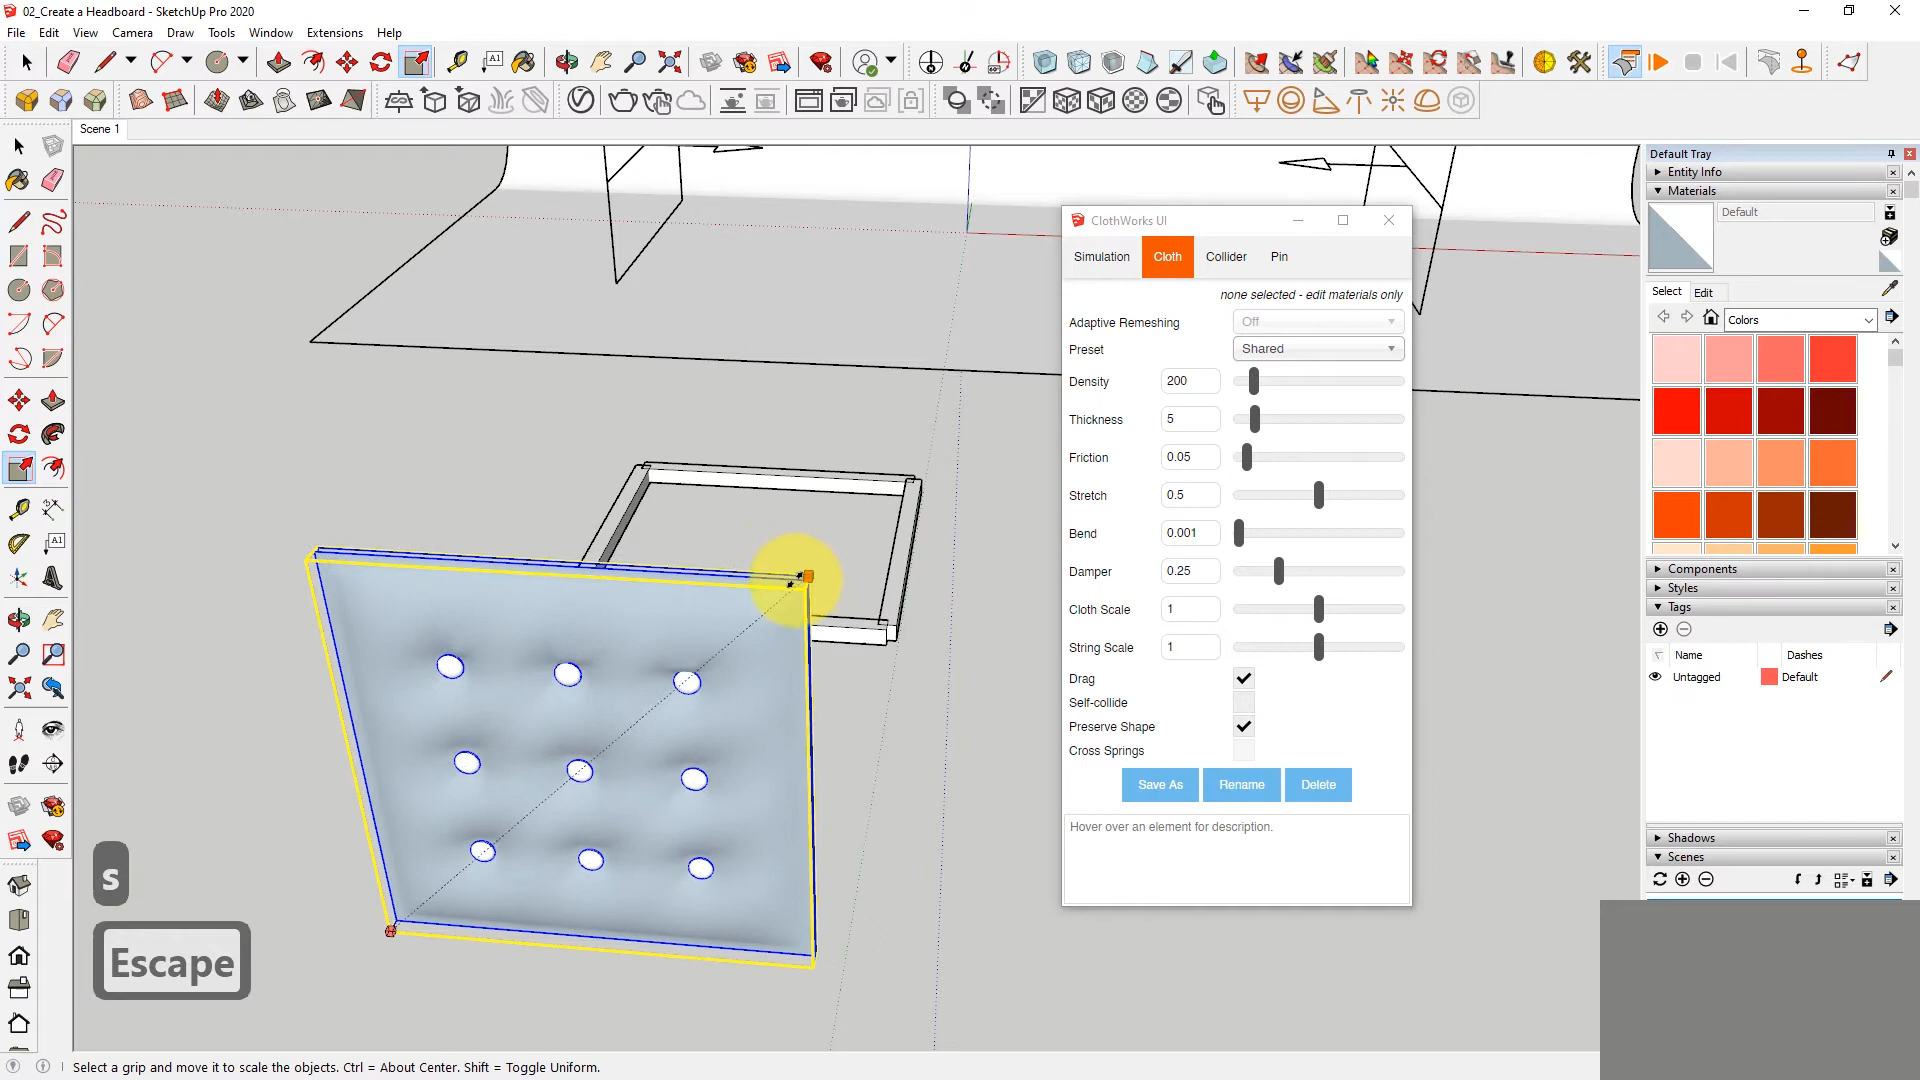 02_Create a Headboard - SketchUp Pro 2020
File Edit View Camera Draw Tools Window Extensions Help
Scene 1
ClothWorks UI
Simulation Cloth Collider Pin
none selected - edit materials only
Adaptive Remeshing Off
Preset Shared
Density 200
Thickness 5
Friction 0.05
Stretch 0.5
Bend 0.001
Damper 0.25
Cloth Scale 1
String Scale 1
Drag
Self-collide
Preserve Shape
Cross Springs
Save As Rename Delete
Hover over an element for description.
Default Tray
Entity Info
Materials
Default
Select Edit
Colors
Components
Styles
Tags
Name Dashes
Untagged Default
Shadows
Scenes
s
Escape
Select a grip and move it to scale the objects. Ctrl = About Center. Shift = Toggle Uniform.